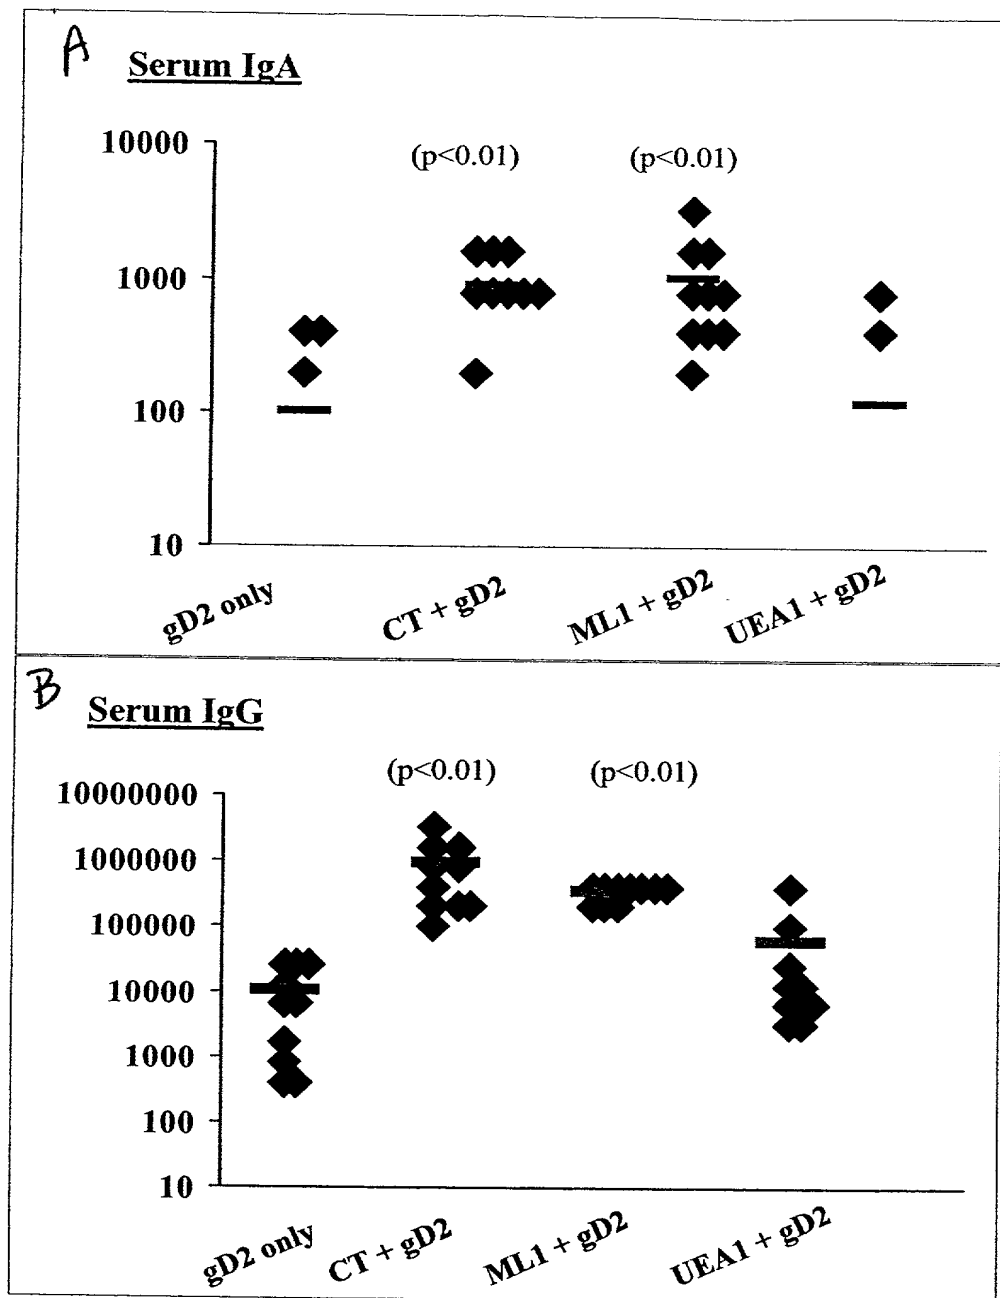 A
Serum IgA
10000
(p<0.01) (p<0.01)
1000
100
10
gD2 only
CT + gD2
ML1 + gD2
UEA1 + gD2
B
Serum IgG
(p<0.01) (p<0.01)
10000000
1000000
100000
10000
1000
100
10
gD2 only
CT + gD2
ML1 + gD2
UEA1 + gD2